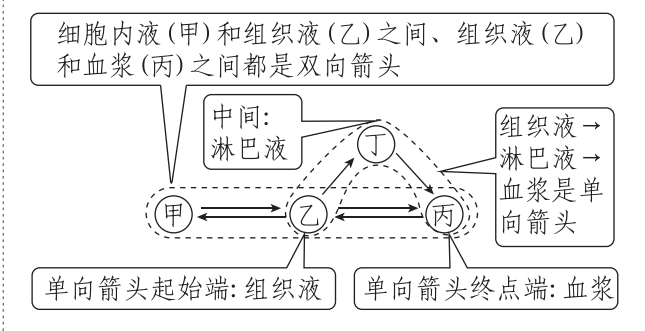 细胞内液(甲)和组织液(乙)之间、组织液(乙)
和血浆(丙)之间都是双向箭头
中间:
淋巴液
丁
组织液→
淋巴液→
血浆是单
向箭头
甲
乙
丙
单向箭头起始端:组织液
单向箭头终点端:血浆